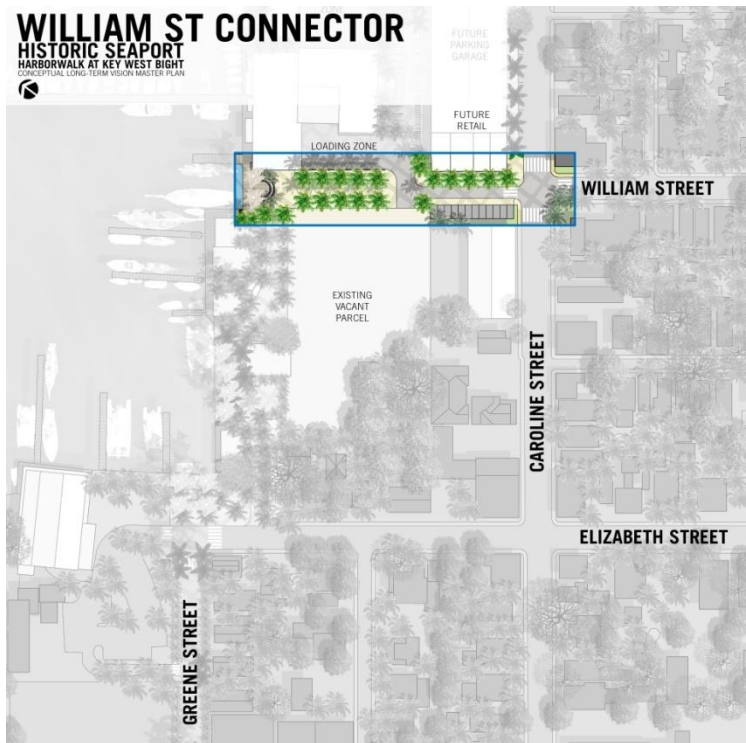 WILLIAM ST CONNECTOR
HISTORIC SEAPORT
HARBORWALK AT KEY WEST BIGHT
CONCEPTUAL LONG-TERM VISION MASTER PLAN
FUTURE
PARKING
GARAGE
FUTURE
RETAIL
LOADING ZONE
WILLIAM STREET
EXISTING
VACANT
PARCEL
CAROLINE STREET
ELIZABETH STREET
GREENE STREET